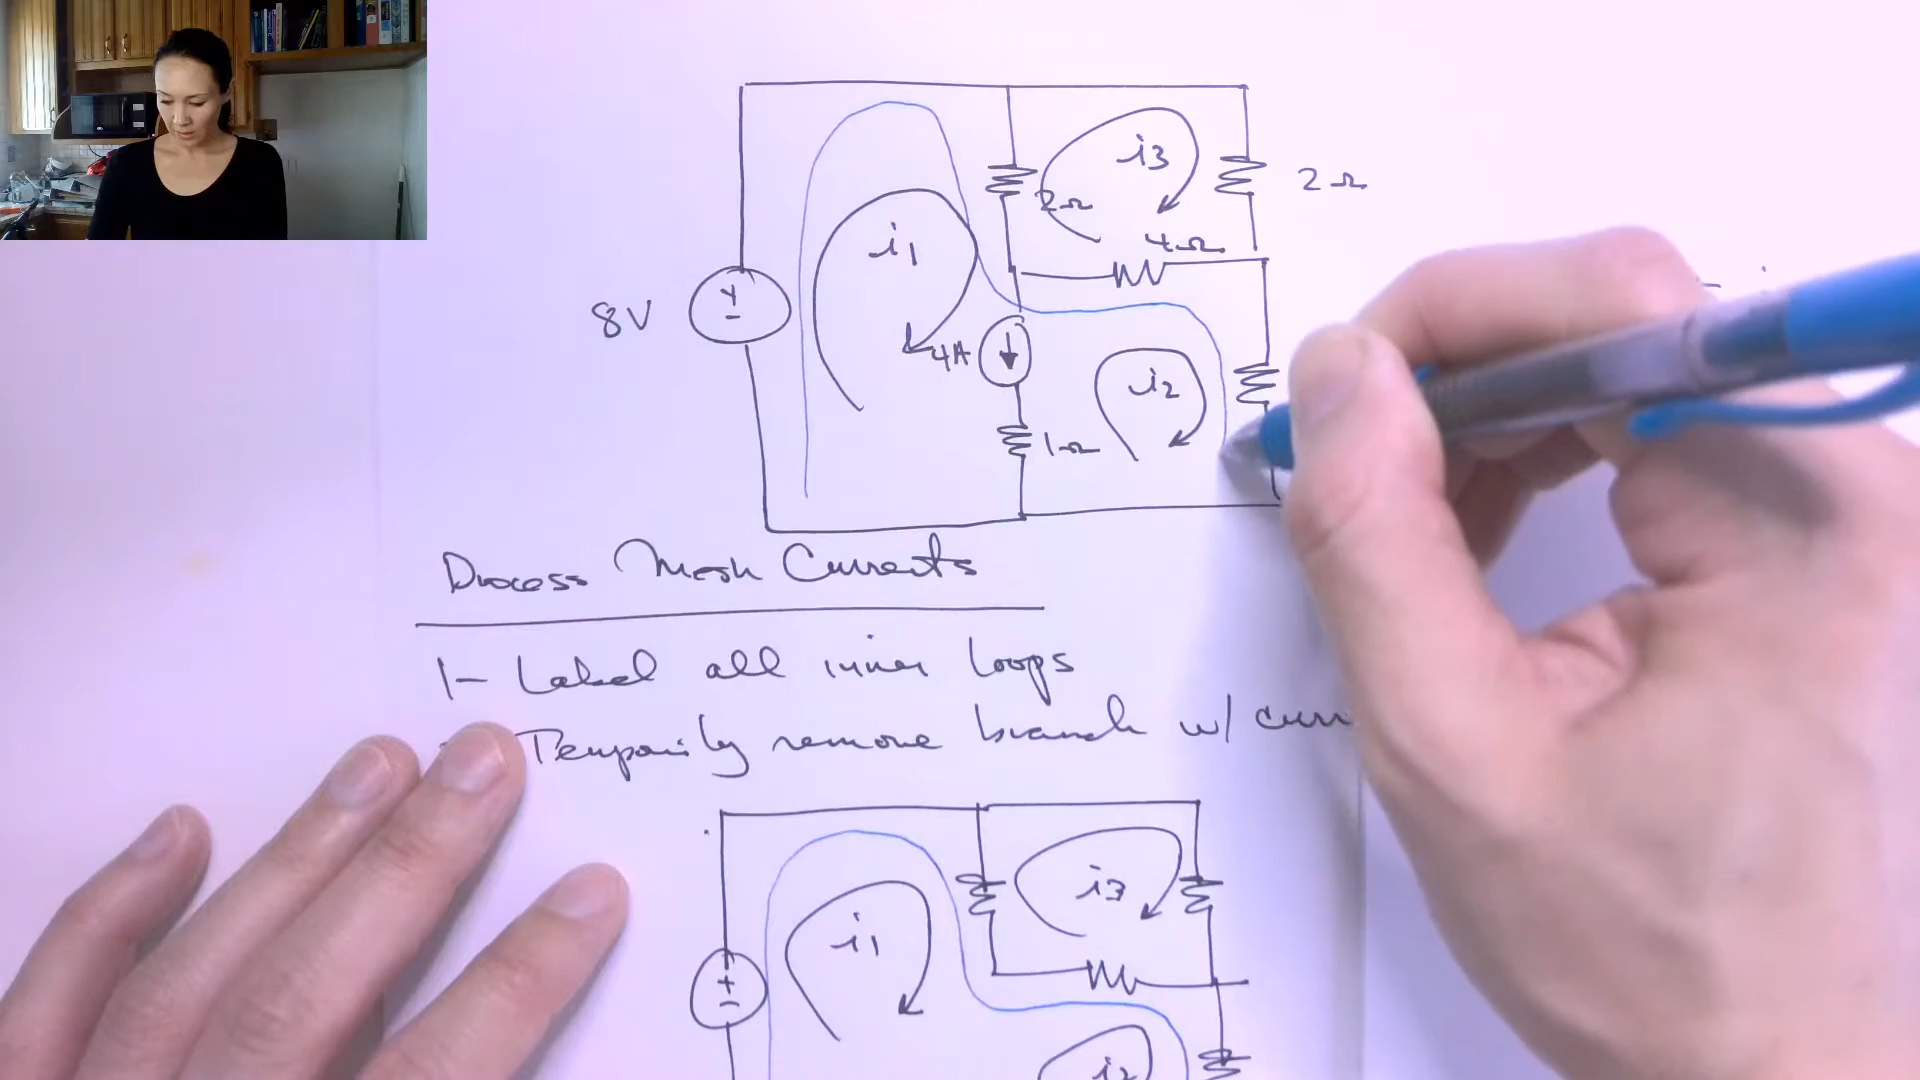 i3
2Ω
2Ω
4Ω
i1
8V
+
-
4A
i2
1Ω
Process Mesh Currents
1- Label all inner Loops
Temporily remove branch w/ curr
i3
i1
+
-
i2